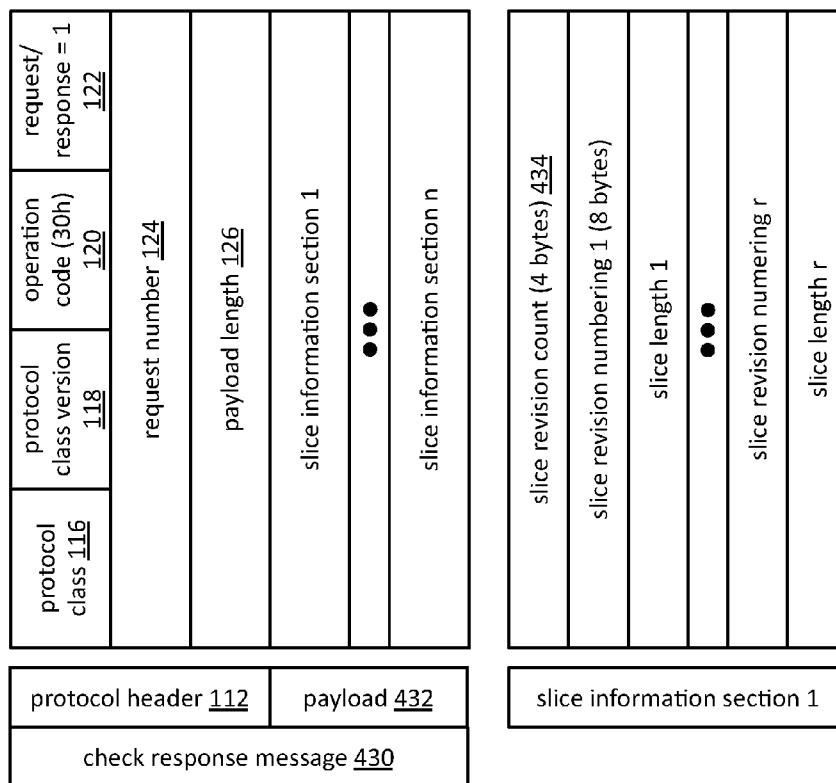 protocol
class 116
protocol
class version
118
operation
code (30h)
120
request/
response = 1
122
request number 124
payload length 126
slice information section 1
slice information section n
protocol header 112
payload 432
check response message 430
slice revision count (4 bytes) 434
slice revision numbering 1 (8 bytes)
slice length 1
slice revision numering r
slice length r
slice information section 1